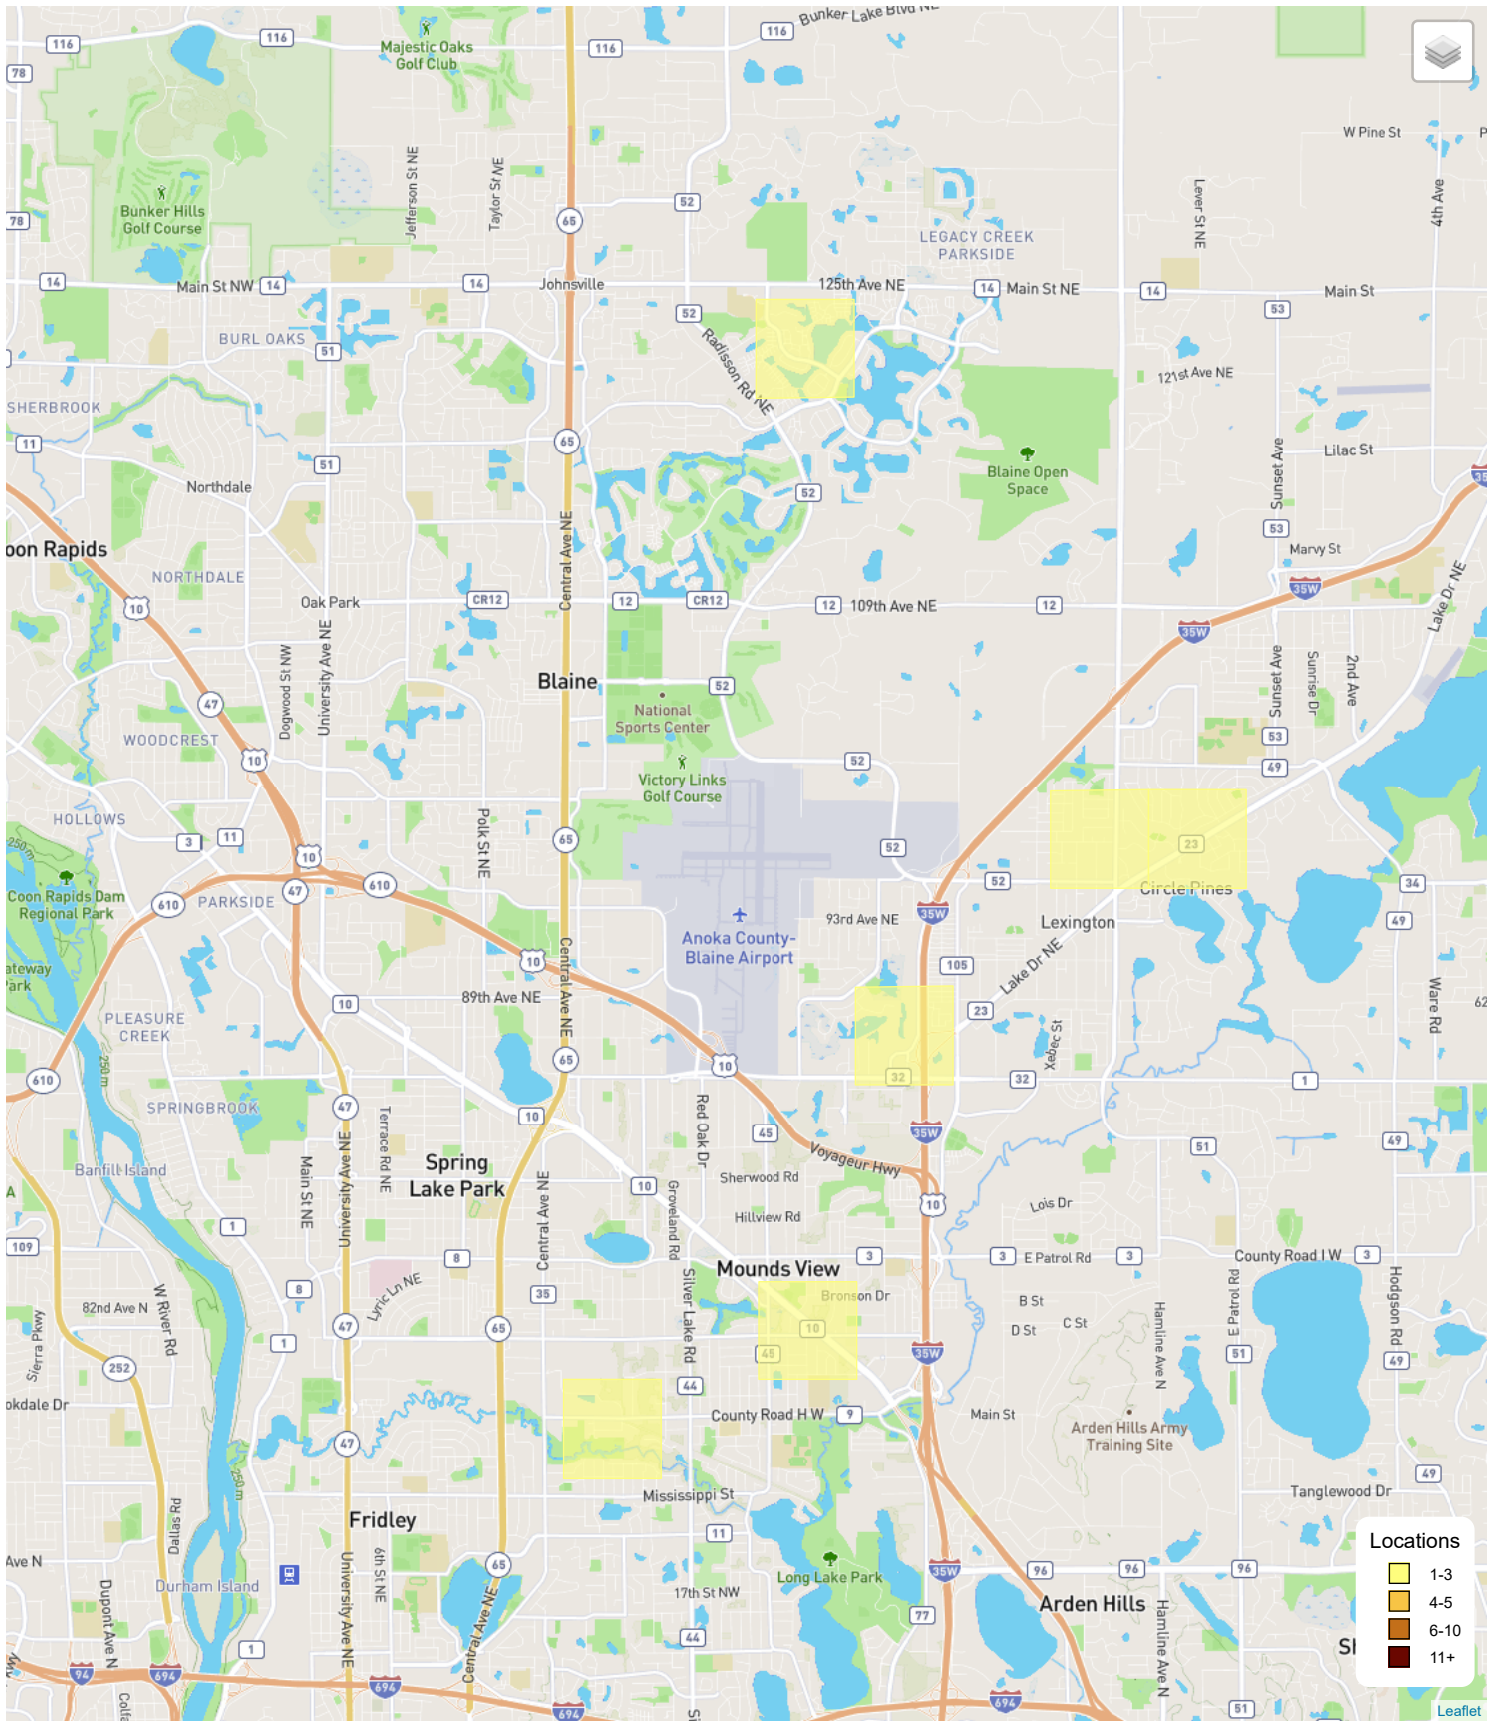 Bunker Lake Blvd NE
116
116
116
116
Majestic Oaks
Golf Club
78
W Pine St
Jefferson St NE
Taylor St NE
Lever St NE
4th Ave
52
Bunker Hills
Golf Course
78
65
LEGACY CREEK
PARKSIDE
14
Main St NW
14
14
Johnsville
125th Ave NE
14
Main St NE
14
Main St
52
53
BURL OAKS
51
Radisson Rd NE
121st Ave NE
SHERBROOK
11
65
51
Blaine Open
Space
Lilac St
Sunset Ave
35
Northdale
52
Central Ave NE
53
Marvy St
oon Rapids
NORTHDALE
10
Oak Park
CR12
12
CR12
12
109th Ave NE
12
35W
35W
Lake Dr NE
Dogwood St NW
University Ave NE
Blaine
52
Sunset Ave
Sunrise Dr
2nd Ave
47
National
Sports Center
WOODCREST
10
53
52
49
Victory Links
Golf Course
HOLLOWS
250 m
3
11
Polk St NE
65
52
23
10
Coon Rapids Dam
Regional Park
610
PARKSIDE
47
610
52
Circle Pines
34
35W
93rd Ave NE
Lexington
49
Anoka County-
Blaine Airport
Central Ave NE
10
105
Lake Dr NE
ateway
Park
89th Ave NE
10
23
Ware Rd
62
PLEASURE
CREEK
Xebec St
250 m
610
65
10
32
32
1
SPRINGBROOK
47
10
Terrace Rd NE
Red Oak Dr
45
35W
51
49
Banfill Island
Main St NE
University Ave NE
Spring
Lake Park
Voyageur Hwy
Sherwood Rd
A
10
Central Ave NE
Groveland Rd
10
Lois Dr
1
Hillview Rd
109
8
3
3
E Patrol Rd
3
County Road I W
3
Mounds View
W River Rd
8
Lyric Ln NE
35
Silver Lake Rd
Bronson Dr
B St
C St
D St
Hamline Ave N
E Patrol Rd
Hodgson Rd
82nd Ave N
Sierra Pkwy
1
47
65
10
45
35W
51
49
252
44
okdale Dr
County Road H W
9
Main St
Arden Hills Army
Training Site
47
250 m
49
Mississippi St
Tanglewood Dr
Dallas Rd
Fridley
11
Locations
Ave N
6th St NE
65
Long Lake Park
35W
96
96
96
1-3
Durham Island
University Ave NE
17th St NW
Dupont Ave N
Central Ave NE
77
Arden Hills
Hamline Ave N
4-5
6-10
1
44
Sh
11+
94
694
694
694
694
51
Leaflet